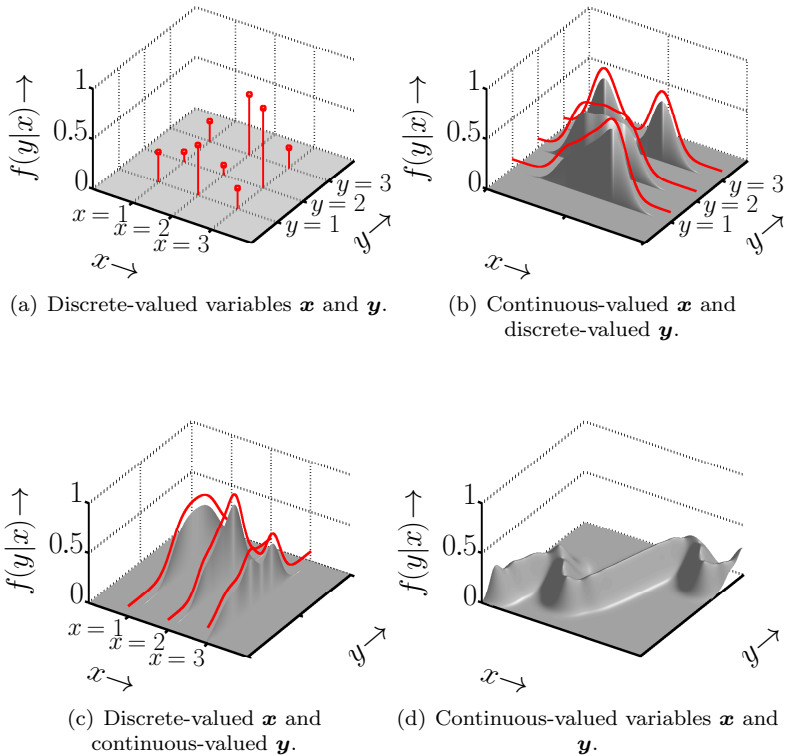 f(y|x)→
1
0.5
0
x = 1
x = 2
x = 3
x→
y = 1
y = 2
y = 3
y→
(a) Discrete-valued variables x and y.
f(y|x)→
1
0.5
0
x→
y = 1
y = 2
y = 3
y→
(b) Continuous-valued x and
discrete-valued y.
f(y|x)→
1
0.5
0
x = 1
x = 2
x = 3
x→
y→
(c) Discrete-valued x and
continuous-valued y.
f(y|x)→
1
0.5
0
x→
y→
(d) Continuous-valued variables x and
y.